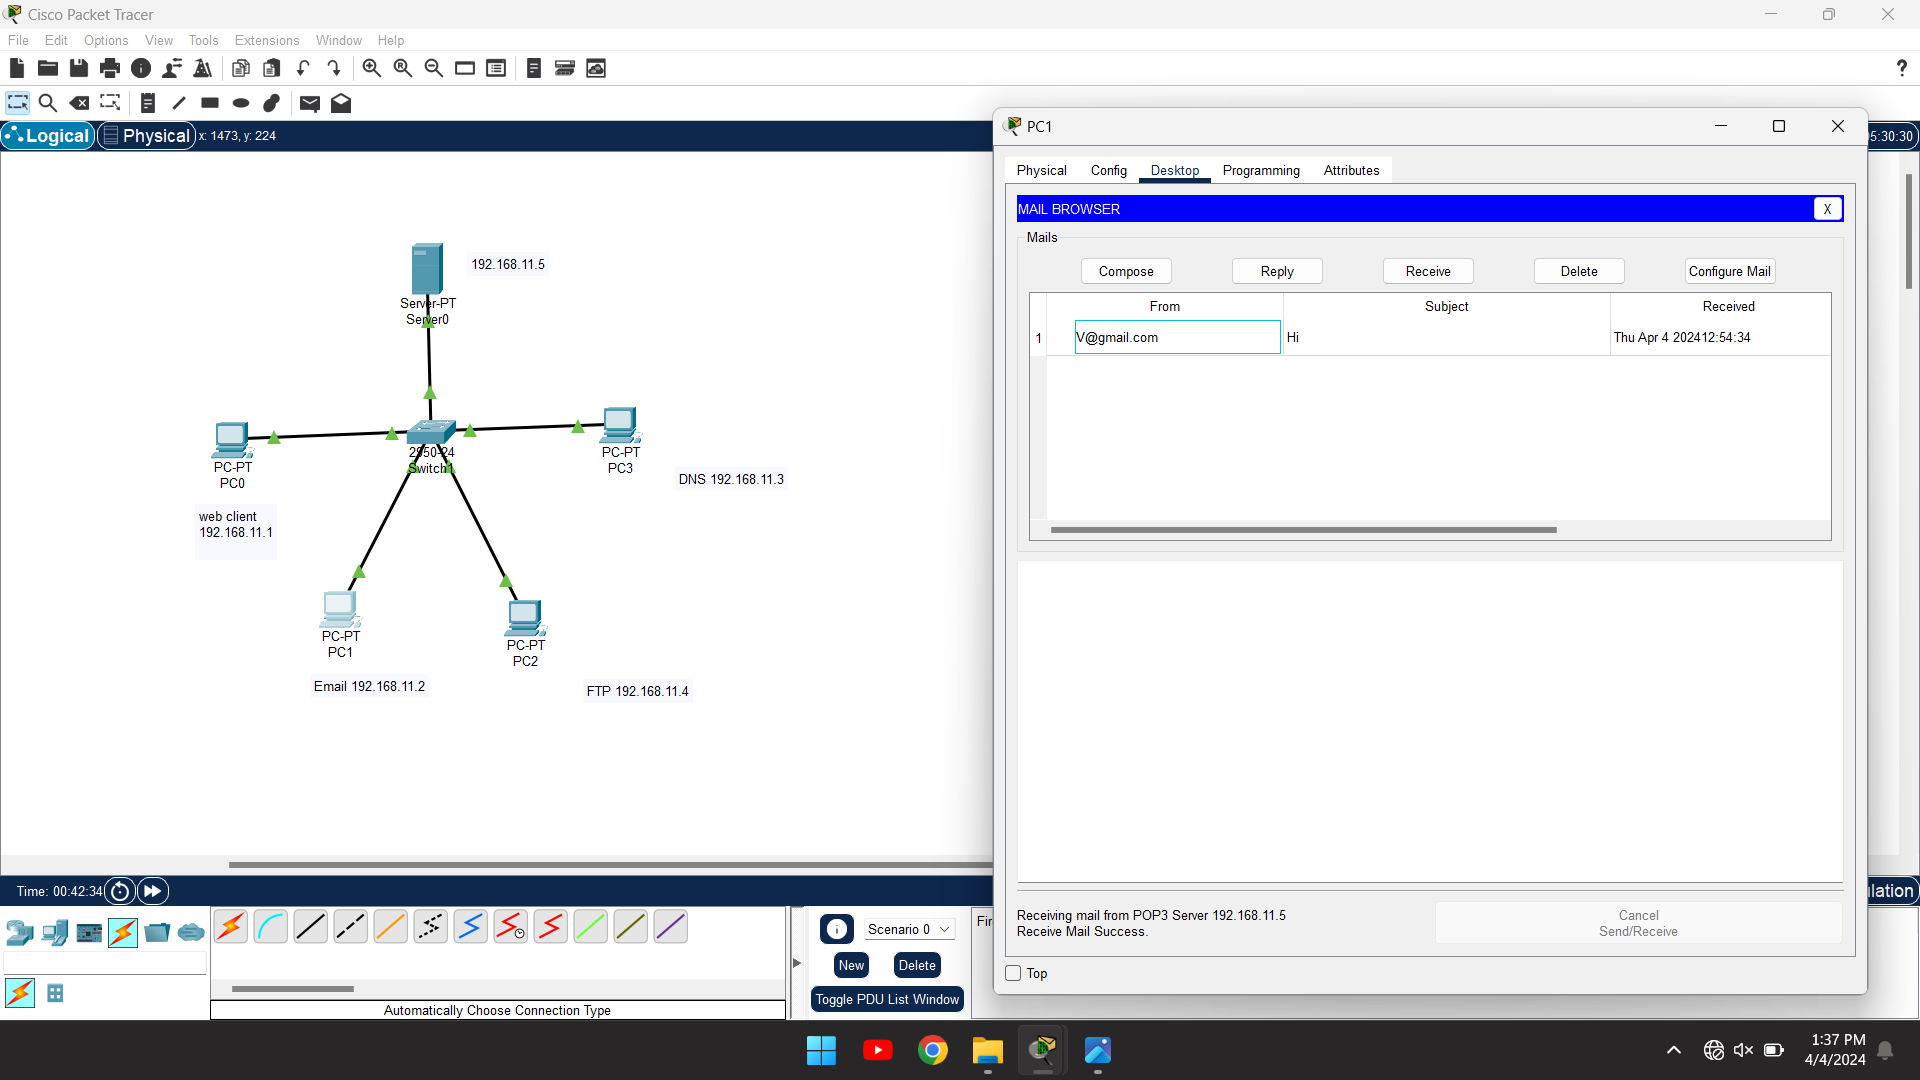 Cisco Packet Tracer
File Edit Options View Tools Extensions Window Help
?
Logical Physical x: 1473, y: 224
5:30:30
192.168.11.5
Server-PT
Server0
2950-24
Switch1
PC-PT
PC0
web client
192.168.11.1
PC-PT
PC3
DNS 192.168.11.3
PC-PT
PC1
Email 192.168.11.2
PC-PT
PC2
FTP 192.168.11.4
PC1
Physical Config Desktop Programming Attributes
MAIL BROWSER
X
Mails
Compose Reply Receive Delete Configure Mail
From Subject Received
1 V@gmail.com Hi Thu Apr 4 202412:54:34
Receiving mail from POP3 Server 192.168.11.5
Receive Mail Success.
Cancel
Send/Receive
Top
Time: 00:42:34
lation
Scenario 0
Fir
New Delete
Toggle PDU List Window
Automatically Choose Connection Type
1:37 PM
4/4/2024